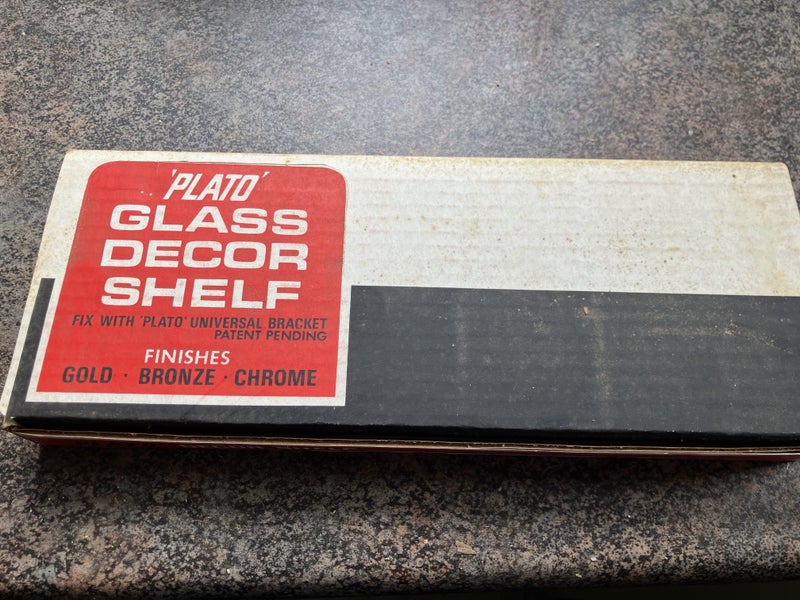 'PLATO'
GLASS
DECOR
SHELF
FIX WITH 'PLATO' UNIVERSAL BRACKET
PATENT PENDING
FINISHES
GOLD · BRONZE · CHROME